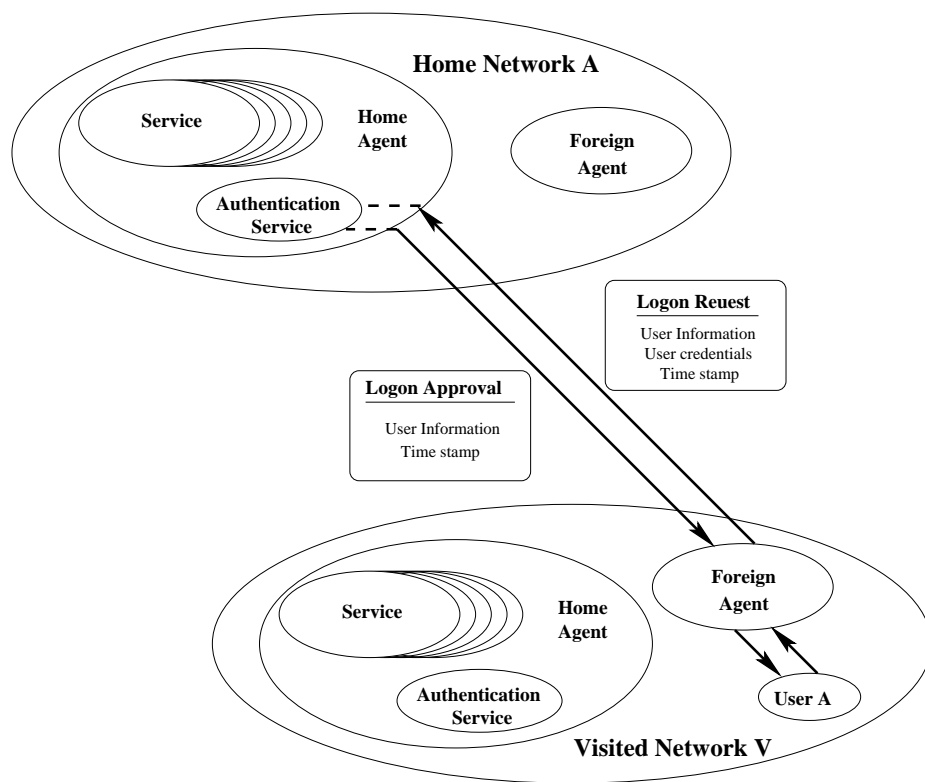 Home Network A
Service
Home
Agent
Foreign
Agent
Authentication
Service
Logon Reuest
User Information
User credentials
Time stamp
Logon Approval
User Information
Time stamp
Foreign
Agent
Service
Home
Agent
Authentication
Service
User A
Visited Network V